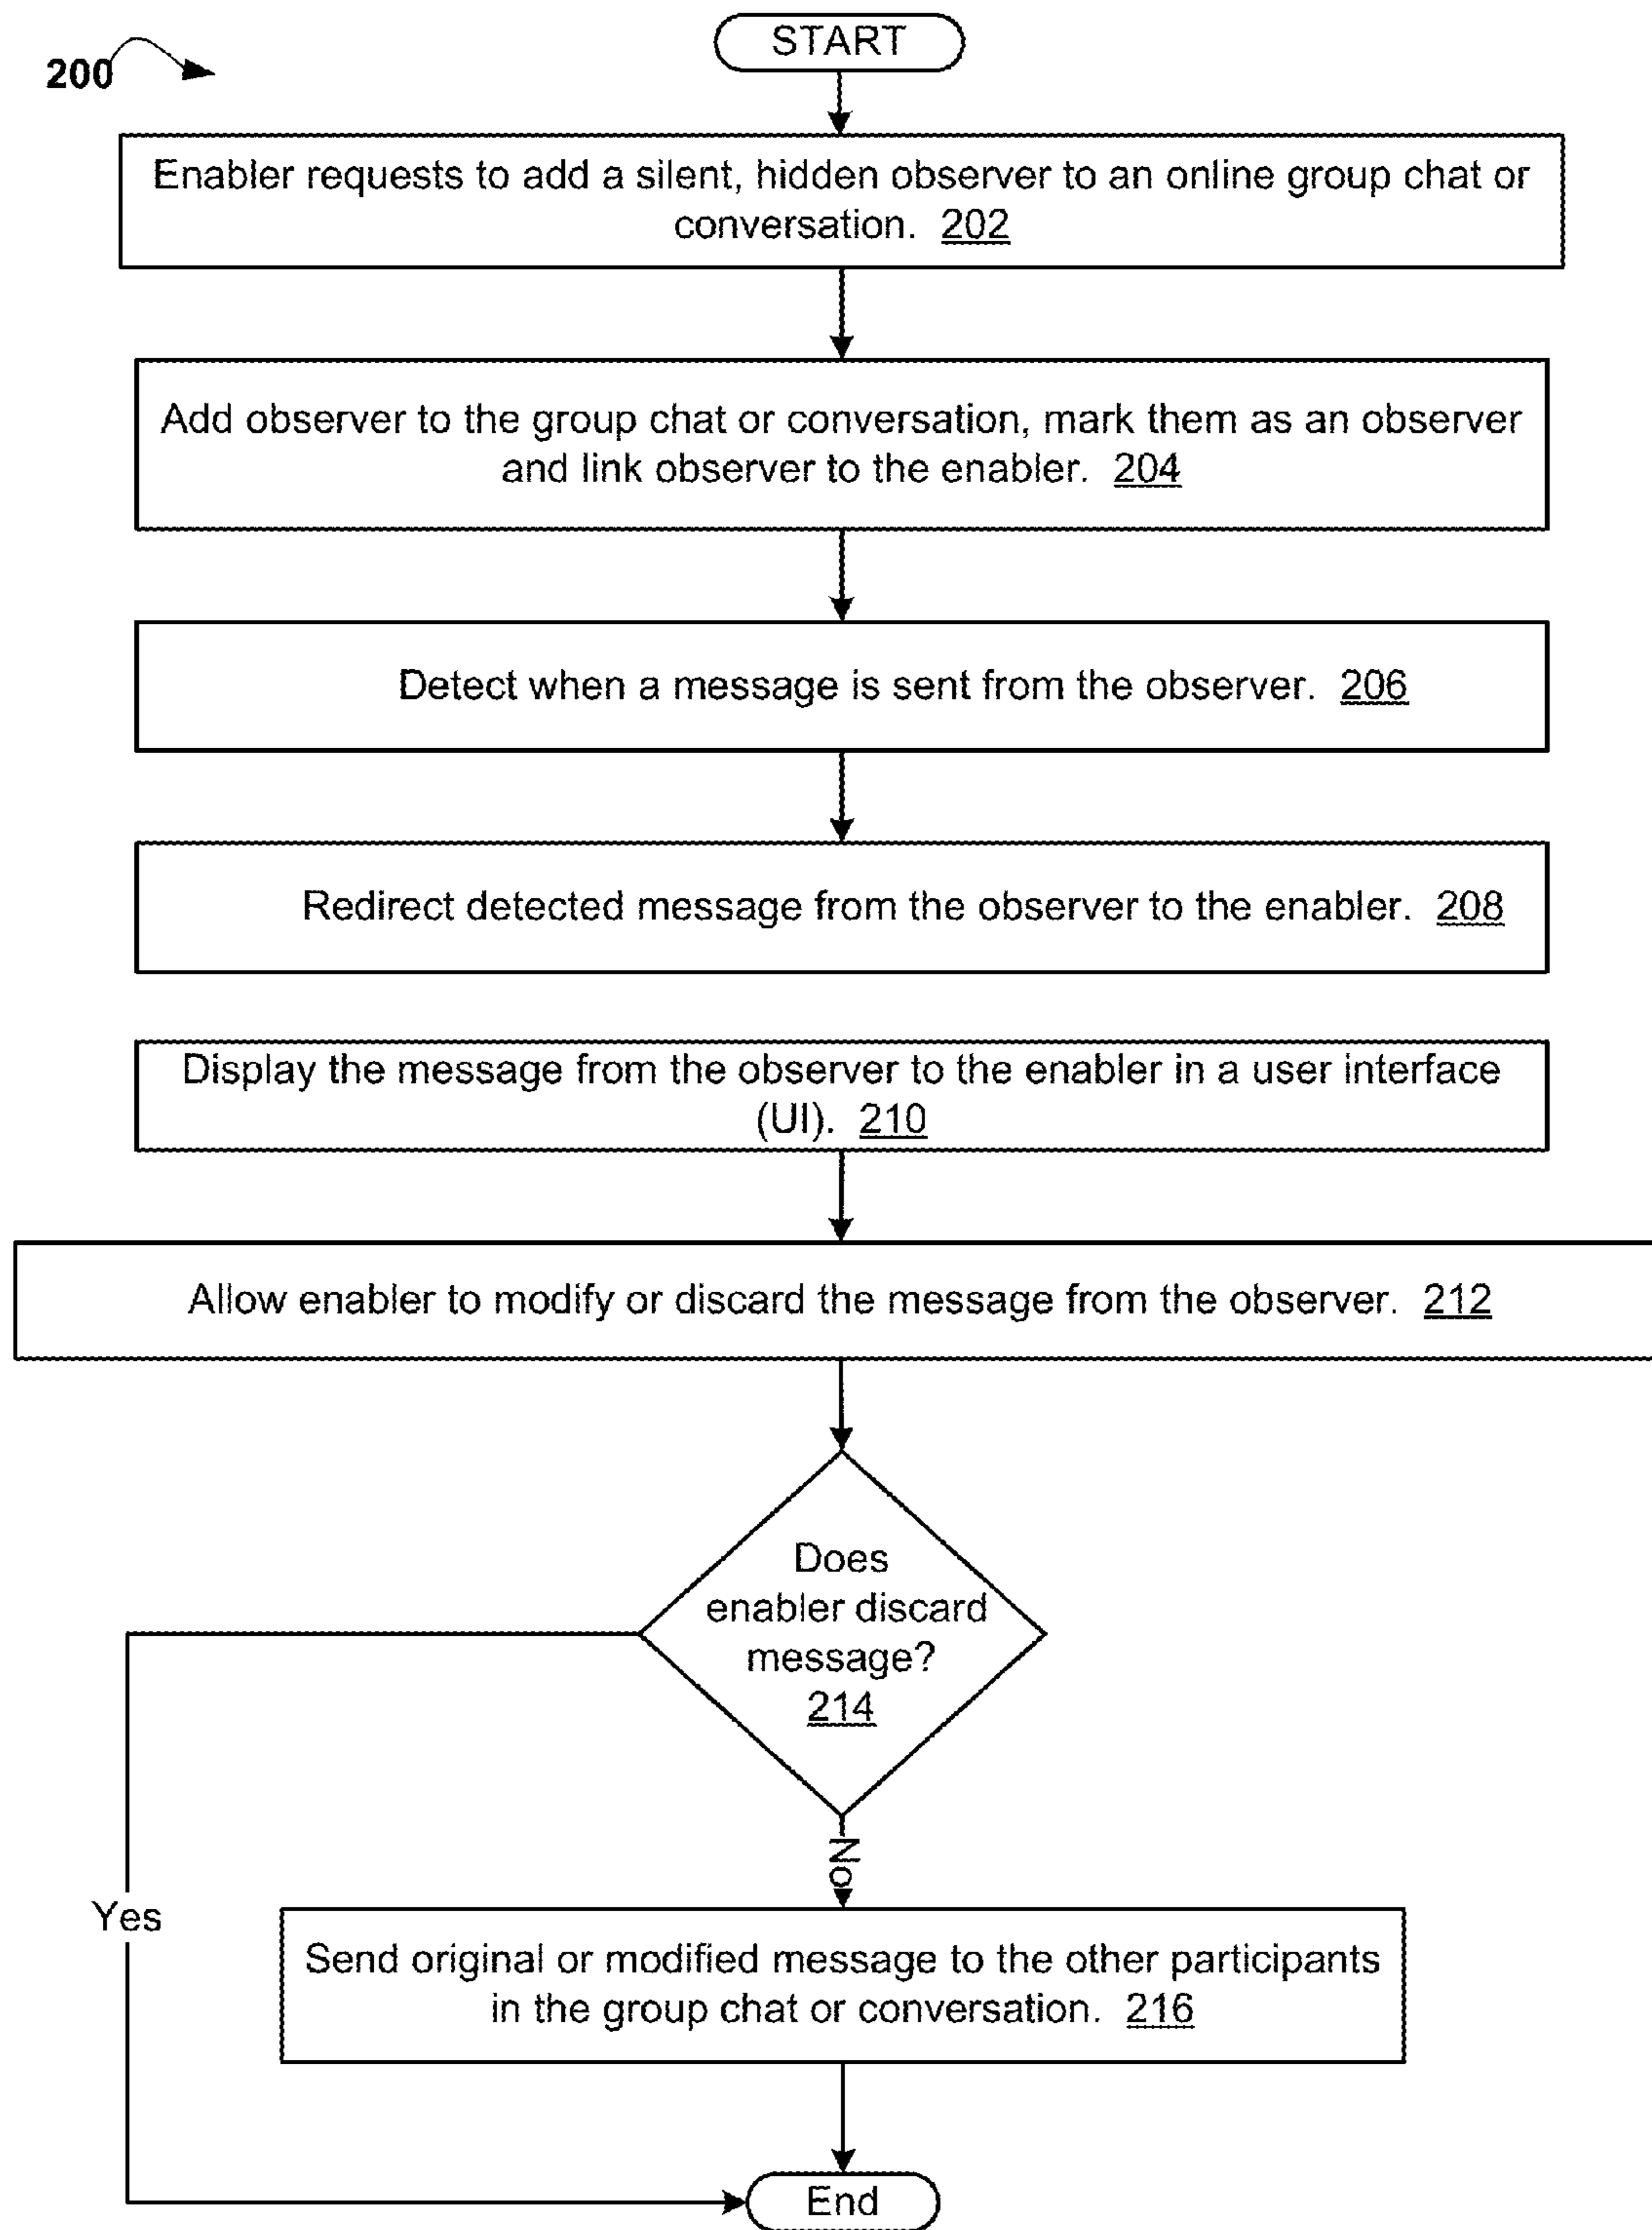 START
200
Enabler requests to add a silent, hidden observer to an online group chat or
conversation. 202
Add observer to the group chat or conversation, mark them as an observer
and link observer to the enabler. 204
Detect when a message is sent from the observer. 206
Redirect detected message from the observer to the enabler. 208
Display the message from the observer to the enabler in a user interface
(UI). 210
Allow enabler to modify or discard the message from the observer. 212
Does
enabler discard
message?
214
No
Yes
Send original or modified message to the other participants
in the group chat or conversation. 216
End